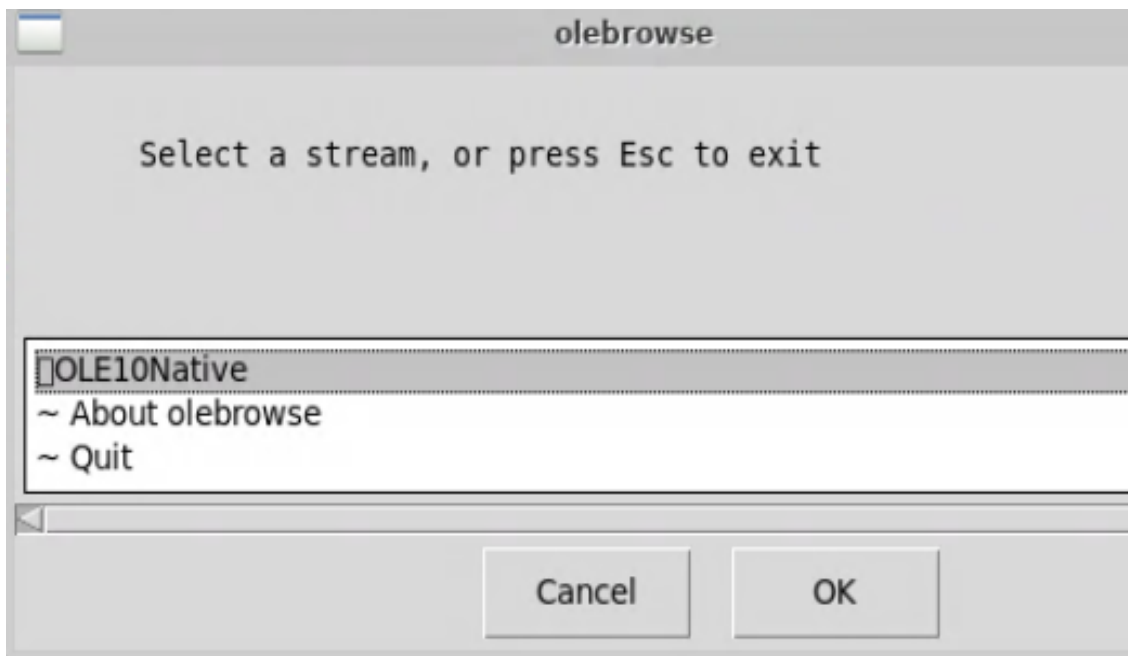 olebrowse
Select a stream, or press Esc to exit
OLE10Native
~ About olebrowse
~ Quit
Cancel OK